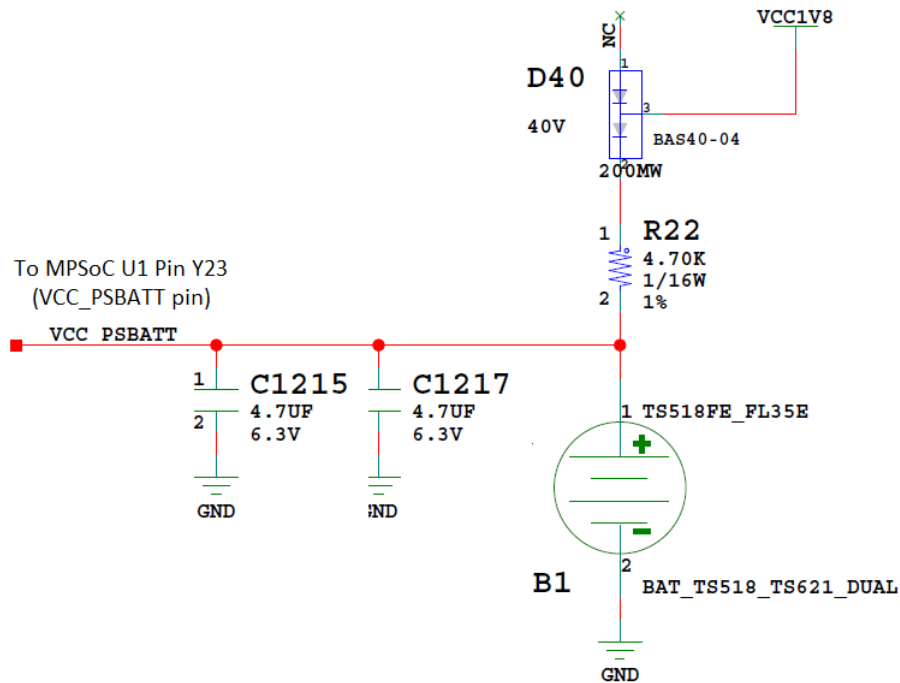 NC
VCC1V8
1
D40
3
40V
BAS40-04
2
200MW
1
R22
4.70K
1/16W
2
1%
To MPSoC U1 Pin Y23
(VCC_PSBATT pin)
VCC PSBATT
1
C1215
4.7UF
2
6.3V
GND
C1217
4.7UF
6.3V
GND
1 TS518FE_FL35E
+
-
2
B1
BAT_TS518_TS621_DUAL
GND